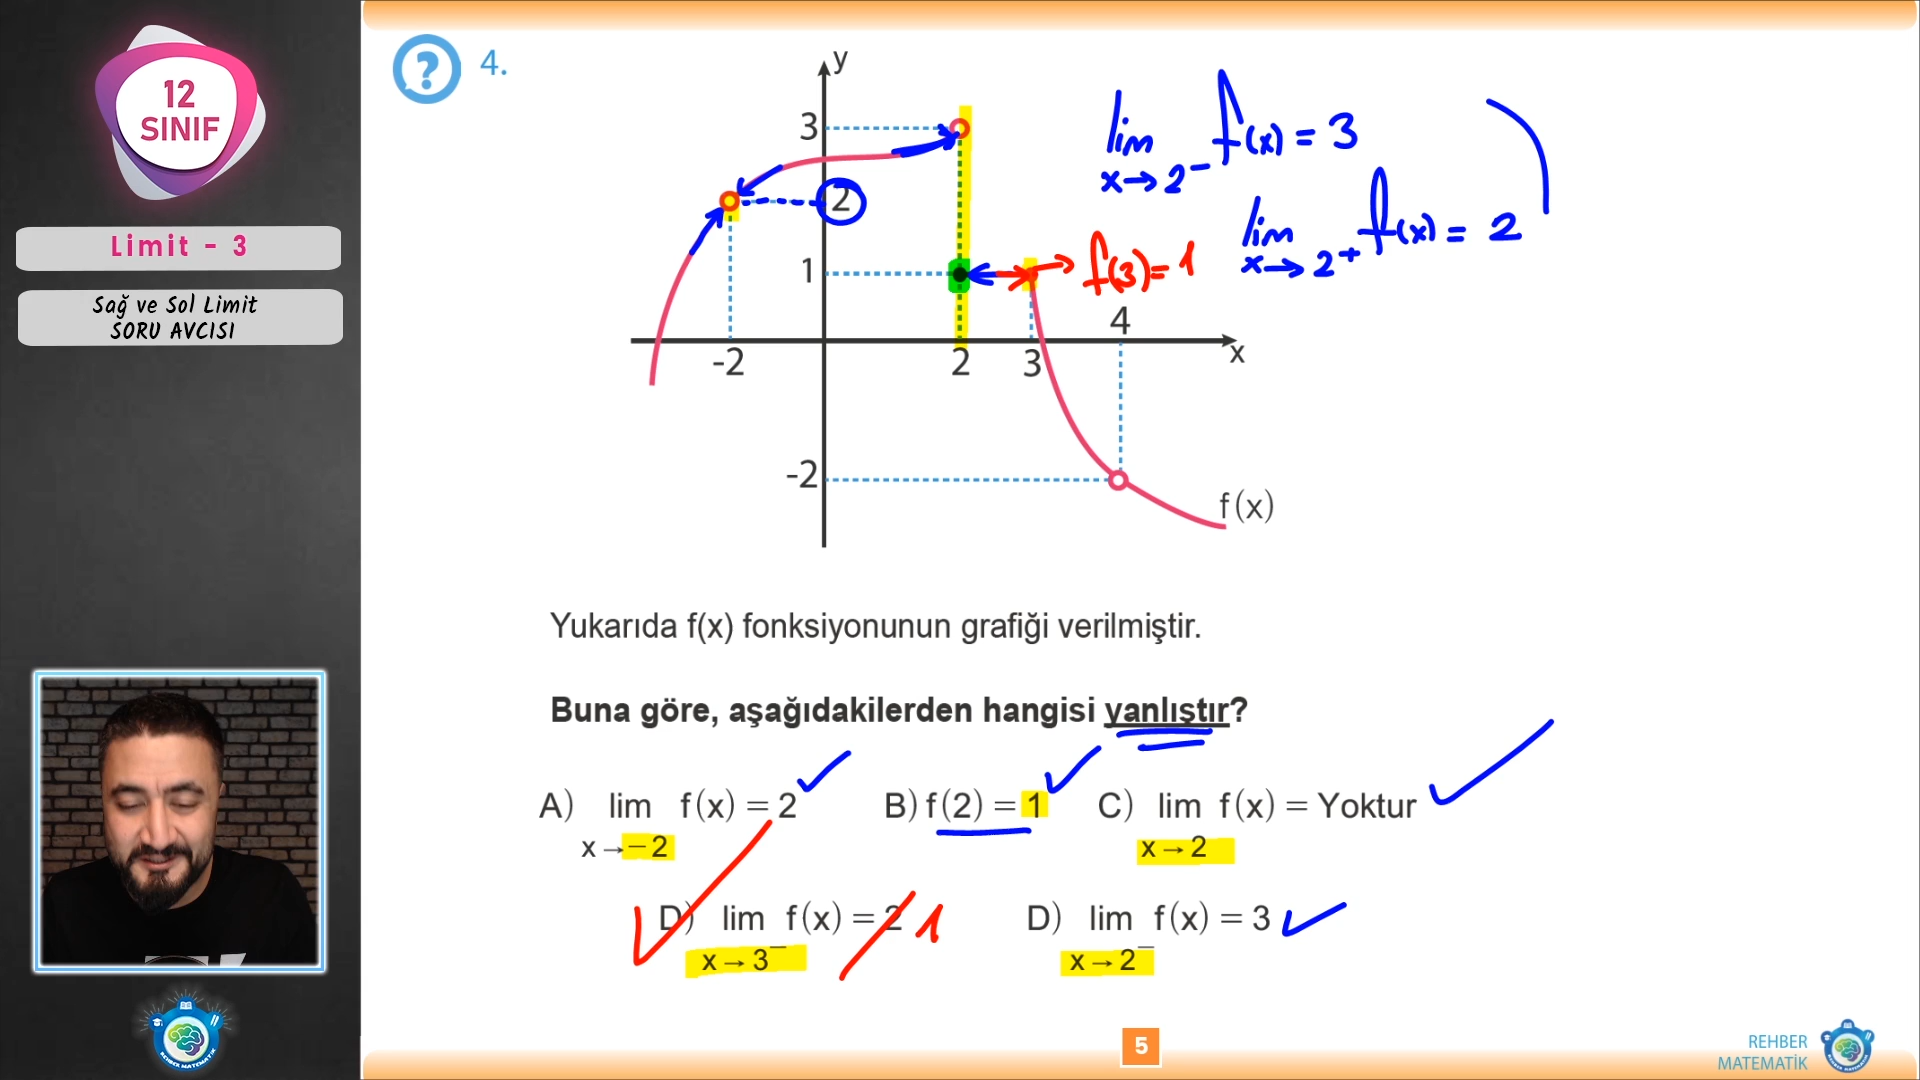 12
SINIF
Limit - 3
Sağ ve Sol Limit
SORU AVCISI
4.
y
3
2
1
-2
2
3
4
x
-2
f(x)
lim f(x) = 3
x→2⁻
lim f(x) = 2
x→2⁺
f(3)=1
Yukarıda f(x) fonksiyonunun grafiği verilmiştir.
Buna göre, aşağıdakilerden hangisi yanlıştır?
A) lim f(x) = 2 B) f(2) = 1 C) lim f(x) = Yoktur
x→−2 x→2
D) lim f(x) = 2 1 D) lim f(x) = 3
x→3⁻ x→2⁻
5
REHBER
MATEMATİK
REHBER MATEMATİK